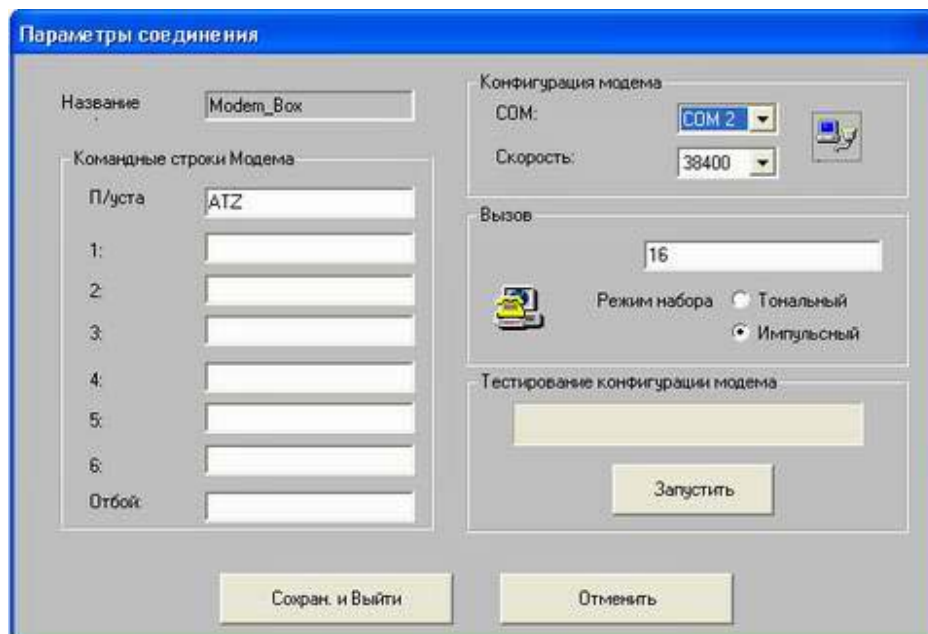 Параметры соединения
Название
Modem_Box
Командные строки Модема
П/уста
ATZ
1:
2:
3:
4:
5:
6:
Отбой:
Конфигурация модема
COM:
COM 2
Скорость:
38400
Вызов
16
Режим набора
Тональный
Импульсный
Тестирование конфигурации модема
Запустить
Сохран. и Выйти
Отменить